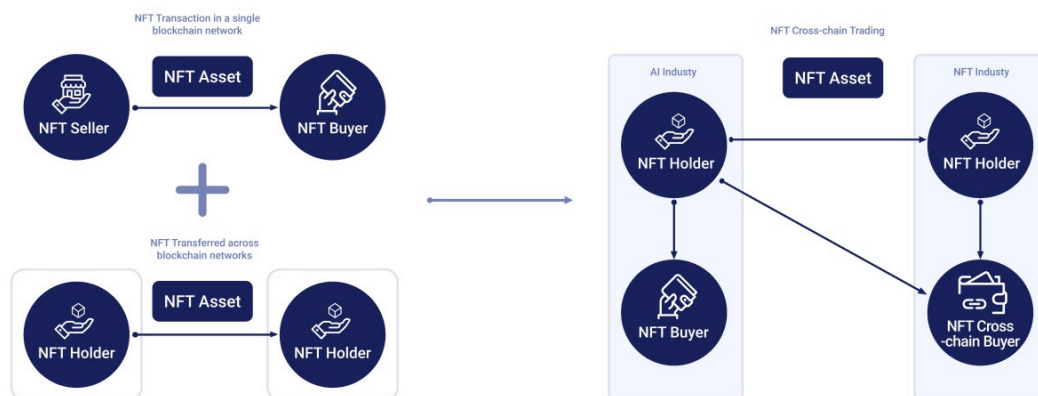 NFT Transaction in a single
blockchain network
NFT Asset
NFT Seller
NFT Buyer
NFT Transferred across
blockchain networks
NFT Asset
NFT Holder
NFT Holder
NFT Cross-chain Trading
AI Industy
NFT Asset
NFT Industy
NFT Holder
NFT Holder
NFT Buyer
NFT Cross
-chain Buyer